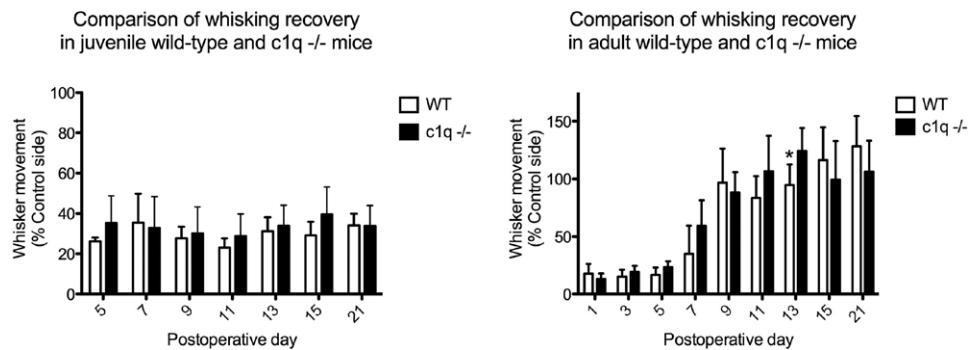 Comparison of whisking recovery
in juvenile wild-type and c1q -/- mice
Whisker movement
(% Control side)
100
80
60
40
20
0
5 7 9 11 13 15 21
Postoperative day
WT
c1q -/-
Comparison of whisking recovery
in adult wild-type and c1q -/- mice
Whisker movement
(% Control side)
150
100
50
0
*
1 3 5 7 9 11 13 15 21
Postoperative day
WT
c1q -/-